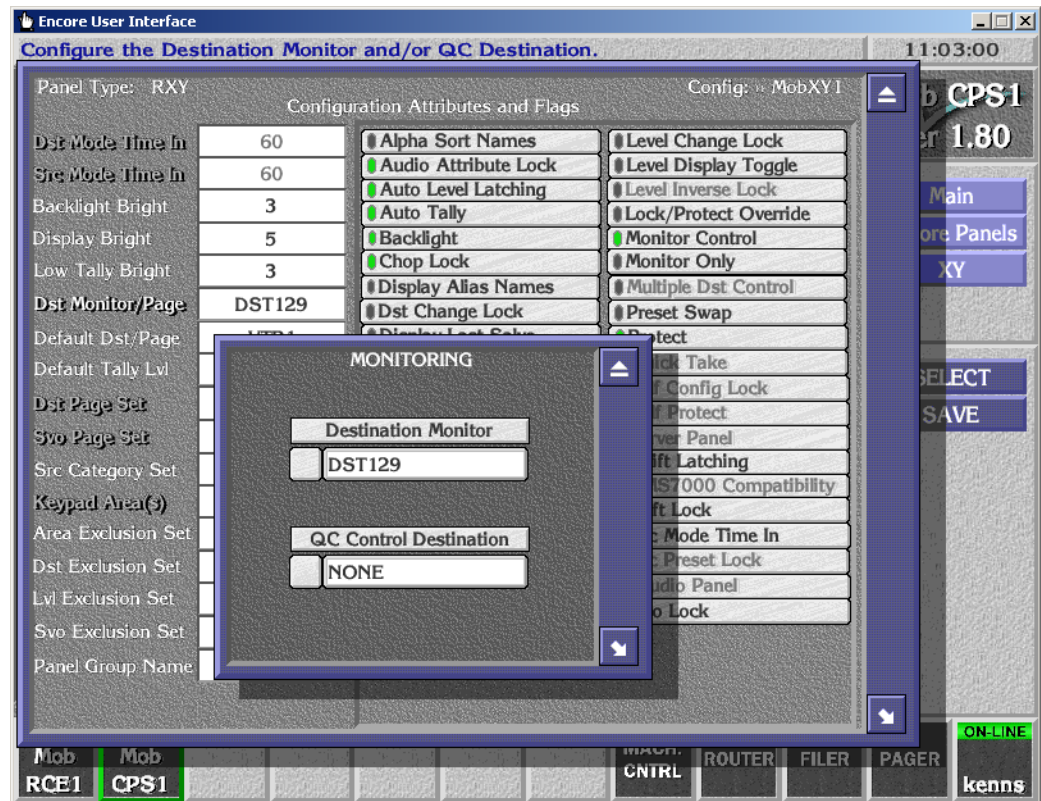 Encore User Interface
Configure the Destination Monitor and/or QC Destination.
11:03:00
Panel Type: RXY
Config: » MobXY1
Configuration Attributes and Flags
CPS1
1.80
Dst Mode Time In 60
Src Mode Time In 60
Backlight Bright 3
Display Bright 5
Low Tally Bright 3
Dst Monitor/Page DST129
Default Dst/Page
Default Tally Lvl
Dst Page Set
Svo Page Set
Src Category Set
Keypad Area(s)
Area Exclusion Set
Dst Exclusion Set
Lvl Exclusion Set
Svo Exclusion Set
Panel Group Name
Alpha Sort Names
Audio Attribute Lock
Auto Level Latching
Auto Tally
Backlight
Chop Lock
Display Alias Names
Dst Change Lock
Level Change Lock
Level Display Toggle
Level Inverse Lock
Lock/Protect Override
Monitor Control
Monitor Only
Multiple Dst Control
Preset Swap
Take
Config Lock
Protect
Panel
Latching
Compatibility
Lock
Mode Time In
Preset Lock
Panel
Lock
MONITORING
Destination Monitor
DST129
QC Control Destination
NONE
Main
Panels
XY
SELECT
SAVE
Mob RCE1
Mob CPS1
MACH. CNTRL
ROUTER
FILER
PAGER
ON-LINE
kenns